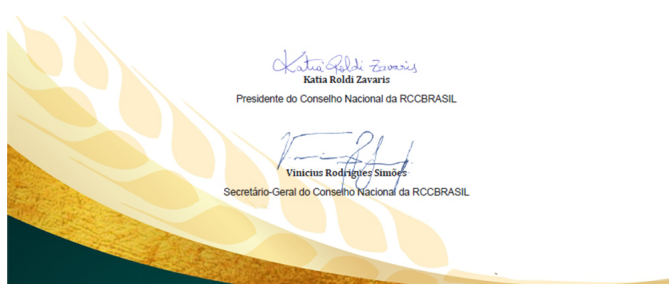 Katia Roldi Zavaris
Katia Roldi Zavaris
Presidente do Conselho Nacional da RCCBRASIL
Vinicius Rodrigues Simões
Secretário-Geral do Conselho Nacional da RCCBRASIL